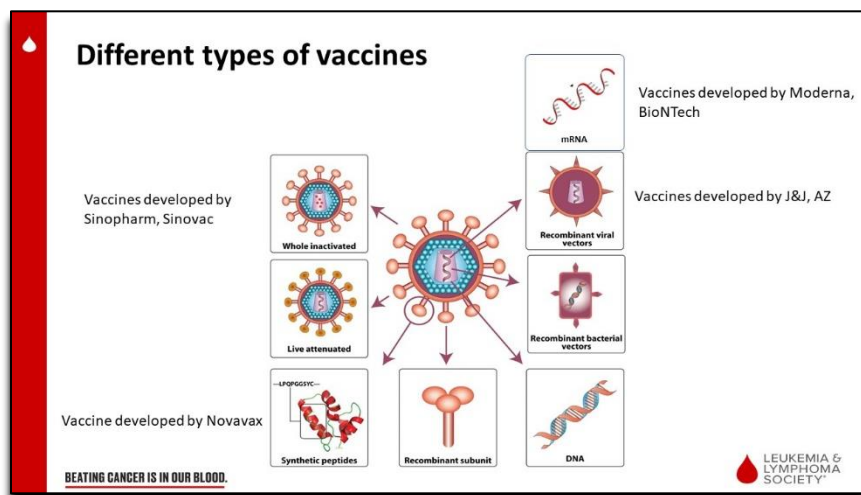 Different types of vaccines
mRNA
Vaccines developed by Moderna,
BioNTech
Vaccines developed by
Sinopharm, Sinovac
Whole inactivated
Recombinant viral
vectors
Vaccines developed by J&J, AZ
Live attenuated
Recombinant bacterial
vectors
Vaccine developed by Novavax
—LPQPGGSYC—
Synthetic peptides
Recombinant subunit
DNA
BEATING CANCER IS IN OUR BLOOD.
LEUKEMIA &
LYMPHOMA
SOCIETY®